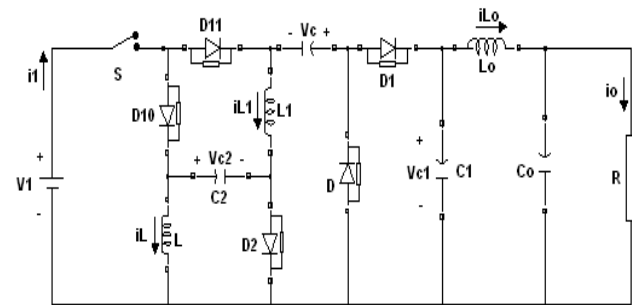 D11
- Vc +
iLo
i1
S
D1
Lo
io
D10
iL1
L1
+
+ Vc2 -
+
V1
C2
D
Vc1
C1
Co
R
-
-
iL
L
D2